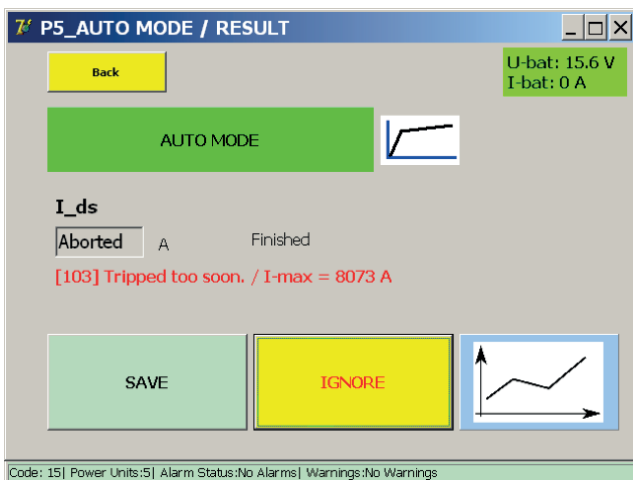 P5_AUTO MODE / RESULT
Back
U-bat: 15.6 V
I-bat: 0 A
AUTO MODE
I_ds
Aborted A Finished
[103] Tripped too soon. / I-max = 8073 A
SAVE
IGNORE
Code: 15| Power Units:5| Alarm Status:No Alarms| Warnings:No Warnings